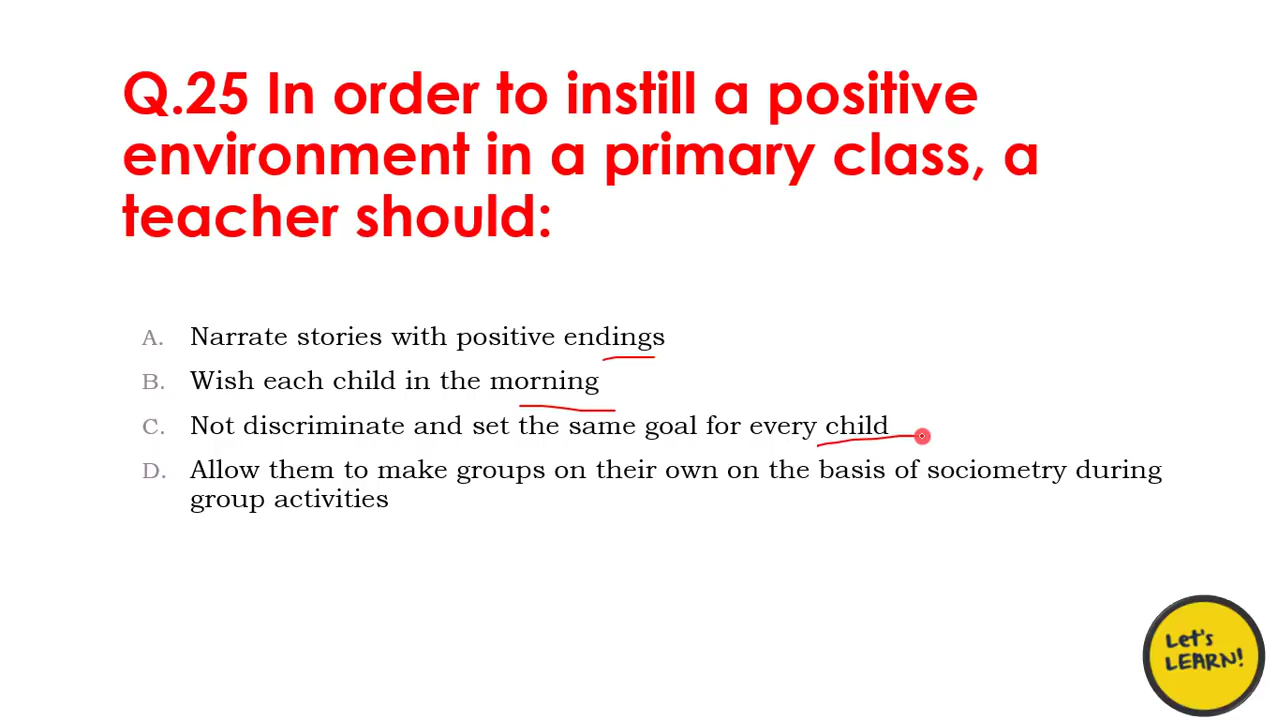 Q.25 In order to instill a positive
environment in a primary class, a
teacher should:
A. Narrate stories with positive endings
B. Wish each child in the morning
C. Not discriminate and set the same goal for every child
D. Allow them to make groups on their own on the basis of sociometry during
group activities
Let's
LEARN!